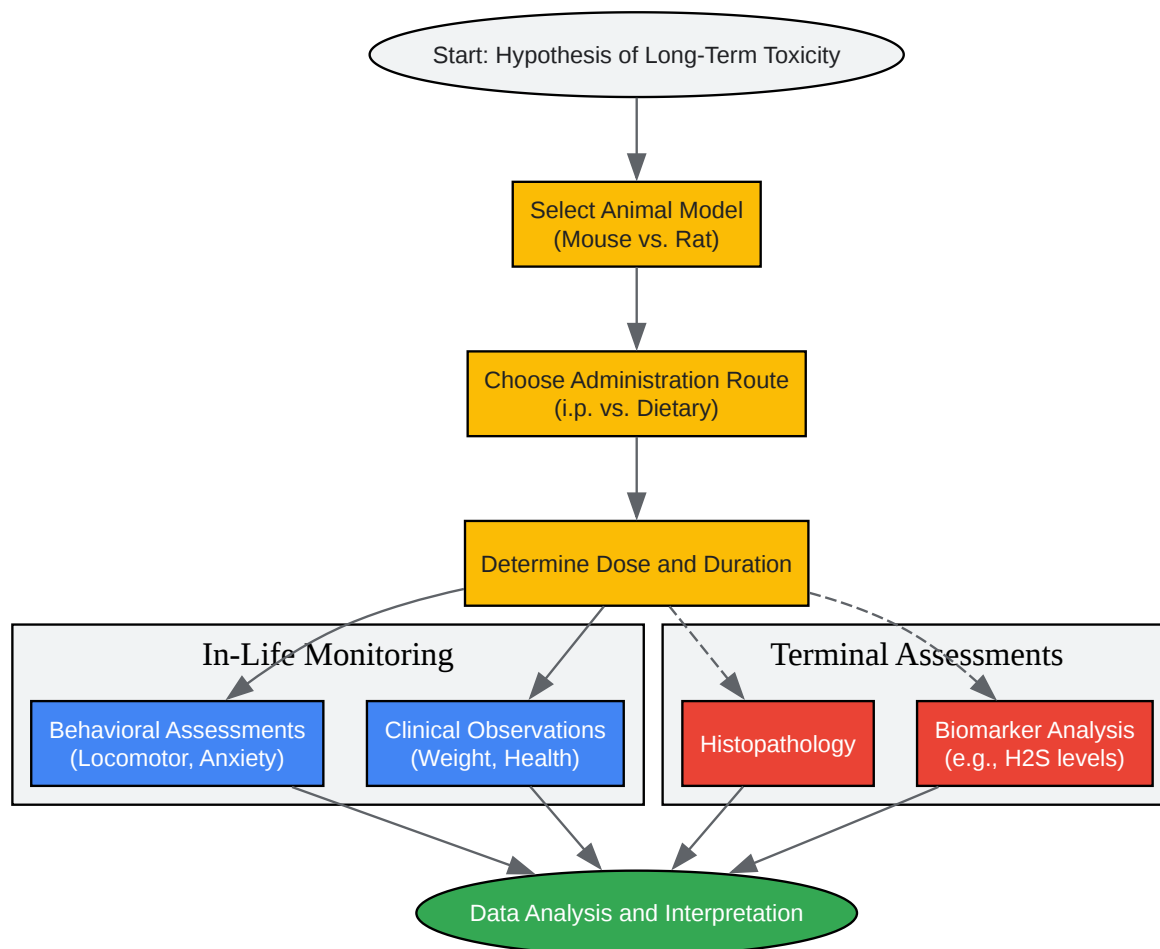 Start: Hypothesis of Long-Term Toxicity
Select Animal Model
(Mouse vs. Rat)
Choose Administration Route
(i.p. vs. Dietary)
Determine Dose and Duration
In-Life Monitoring
Behavioral Assessments
(Locomotor, Anxiety)
Clinical Observations
(Weight, Health)
Terminal Assessments
Histopathology
Biomarker Analysis
(e.g., H2S levels)
Data Analysis and Interpretation